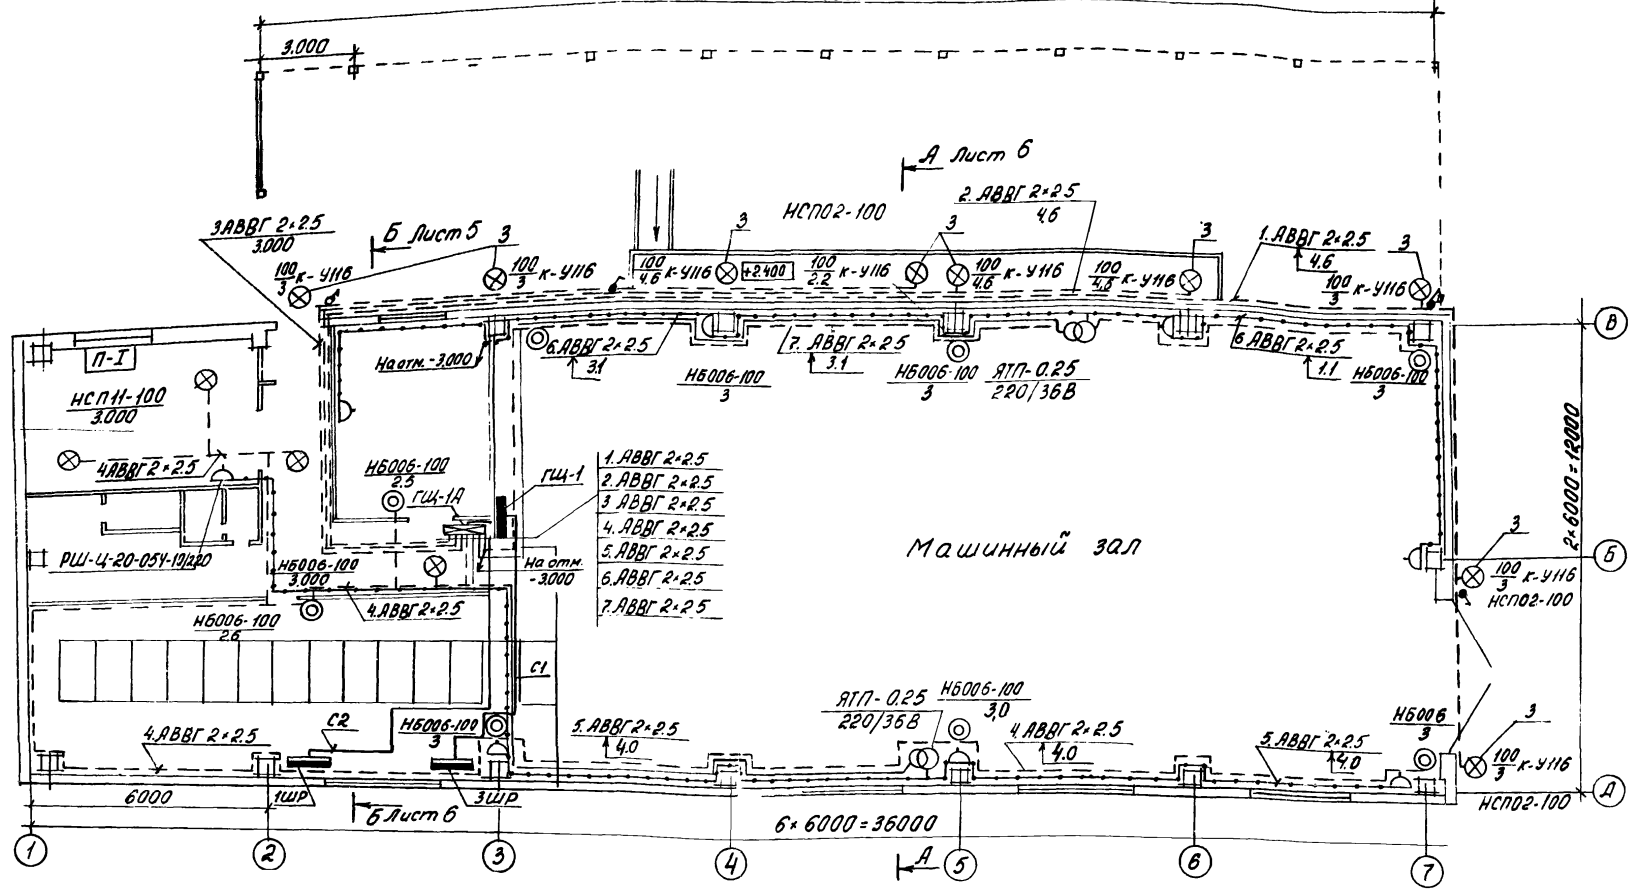 3.000
А Лист 6
2. АВВГ 2×2.5
4.6
НСП02-100
3АВВГ 2×2.5
3.000
Б Лист 5
3
3
3
3
1. АВВГ 2×2.5
4.6
3
100
3
К-У116
100
3
К-У116
100
4.6
К-У116
+2.400
100
2.2
К-У116
100
4.6
К-У116
100
4.6
К-У116
100
3
К-У116
В
П-I
На отм. -3.000
6.АВВГ 2×2.5
3.1
7. АВВГ 2×2.5
3.1
6 АВВГ 2×2.5
1.1
НСП11-100
3.000
НБ006-100
3
НБ006-100
3
ЯТП-0.25
220/36В
НБ006-100
3
4АВВГ 2×2.5
НБ006-100
2.5
ГЩ-1А
ГЩ-1
1. АВВГ 2×2.5
2. АВВГ 2×2.5
3 АВВГ 2×2.5
4. АВВГ 2×2.5
5. АВВГ 2×2.5
6. АВВГ 2×2.5
7. АВВГ 2×2.5
2×6000=12000
Машинный зал
3
Б
РШ-Ц-20-05У-10/220
НБ006-100
3.000
На отм.
-3.000
100
3
К-У116
НСП02-100
4.АВВГ 2×2.5
НБ006-100
2.6
С1
С2
4.АВВГ 2×2.5
НБ006-100
3
5.АВВГ 2×2.5
4.0
ЯТП-0.25
220/36В
НБ006-100
3,0
4.АВВГ 2×2.5
4.0
5.АВВГ 2×2.5
4.0
НБ006
3
3
100
3
К-У116
НСП02-100
А
6000
1ШР
Б Лист 6
3ШР
6×6000=36000
А
1
2
3
4
5
6
7